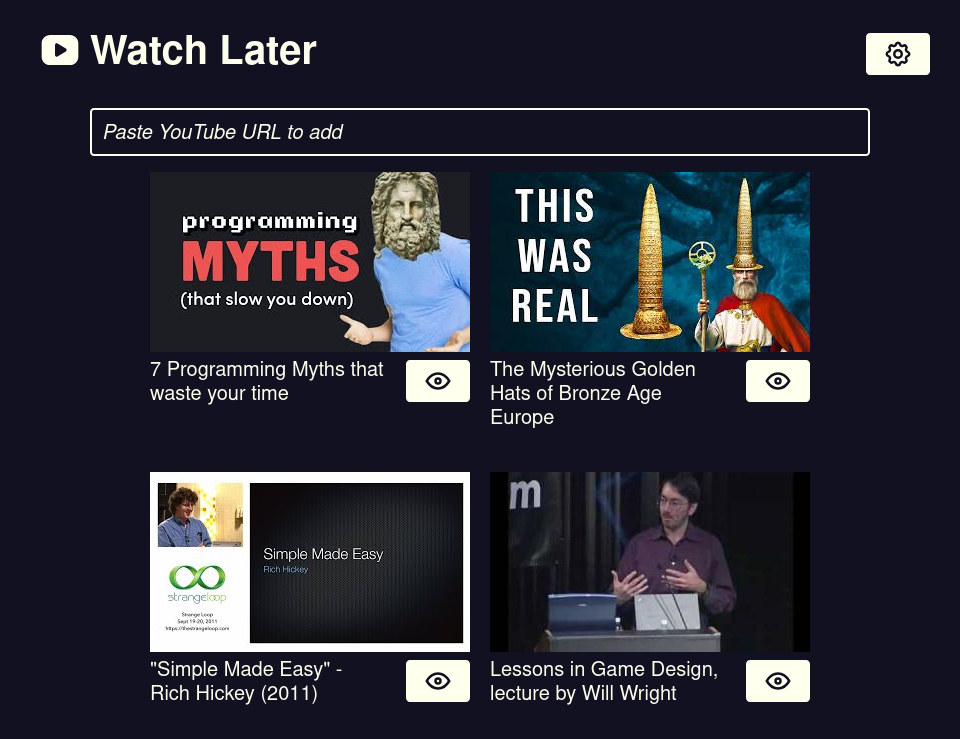 Watch Later
Paste YouTube URL to add
programming
MYTHS
(that slow you down)
THIS
WAS
REAL
7 Programming Myths that
waste your time
The Mysterious Golden
Hats of Bronze Age
Europe
Simple Made Easy
Rich Hickey
strangeloop
Strange Loop
Sept 19-20, 2011
https://thestrangeloop.com
m
"Simple Made Easy" -
Rich Hickey (2011)
Lessons in Game Design,
lecture by Will Wright